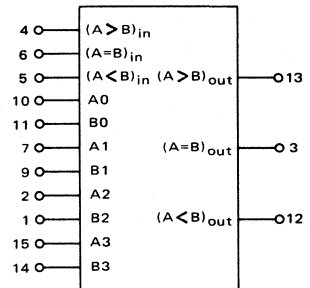 4 (A>B)in
6 (A=B)in
5 (A<B)in (A>B)out 13
10 A0
11 B0
7 A1 (A=B)out 3
9 B1
2 A2
1 B2 (A<B)out 12
15 A3
14 B3